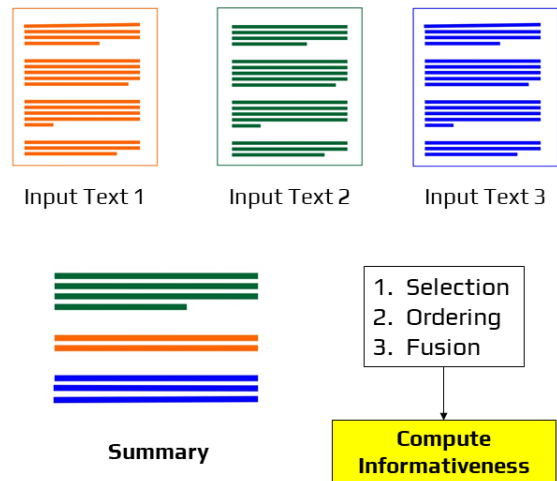 Input Text 1
Input Text 2
Input Text 3
1. Selection
2. Ordering
3. Fusion
Summary
Compute
Informativeness